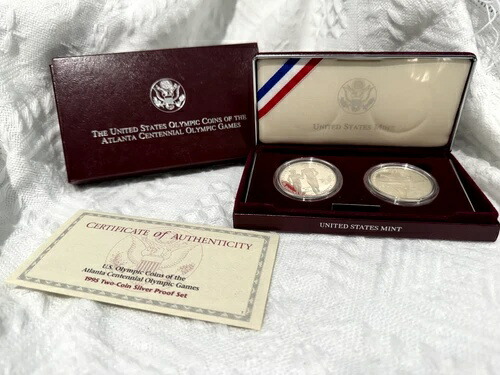 THE UNITED STATES OLYMPIC COINS OF THE
ATLANTA CENTENNIAL OLYMPIC GAMES
UNITED STATES MINT
UNITED STATES MINT
CERTIFICATE of AUTHENTICITY
U.S. Olympic Coins of the
Atlanta Centennial Olympic Games
1995 Two-Coin Silver Proof Set